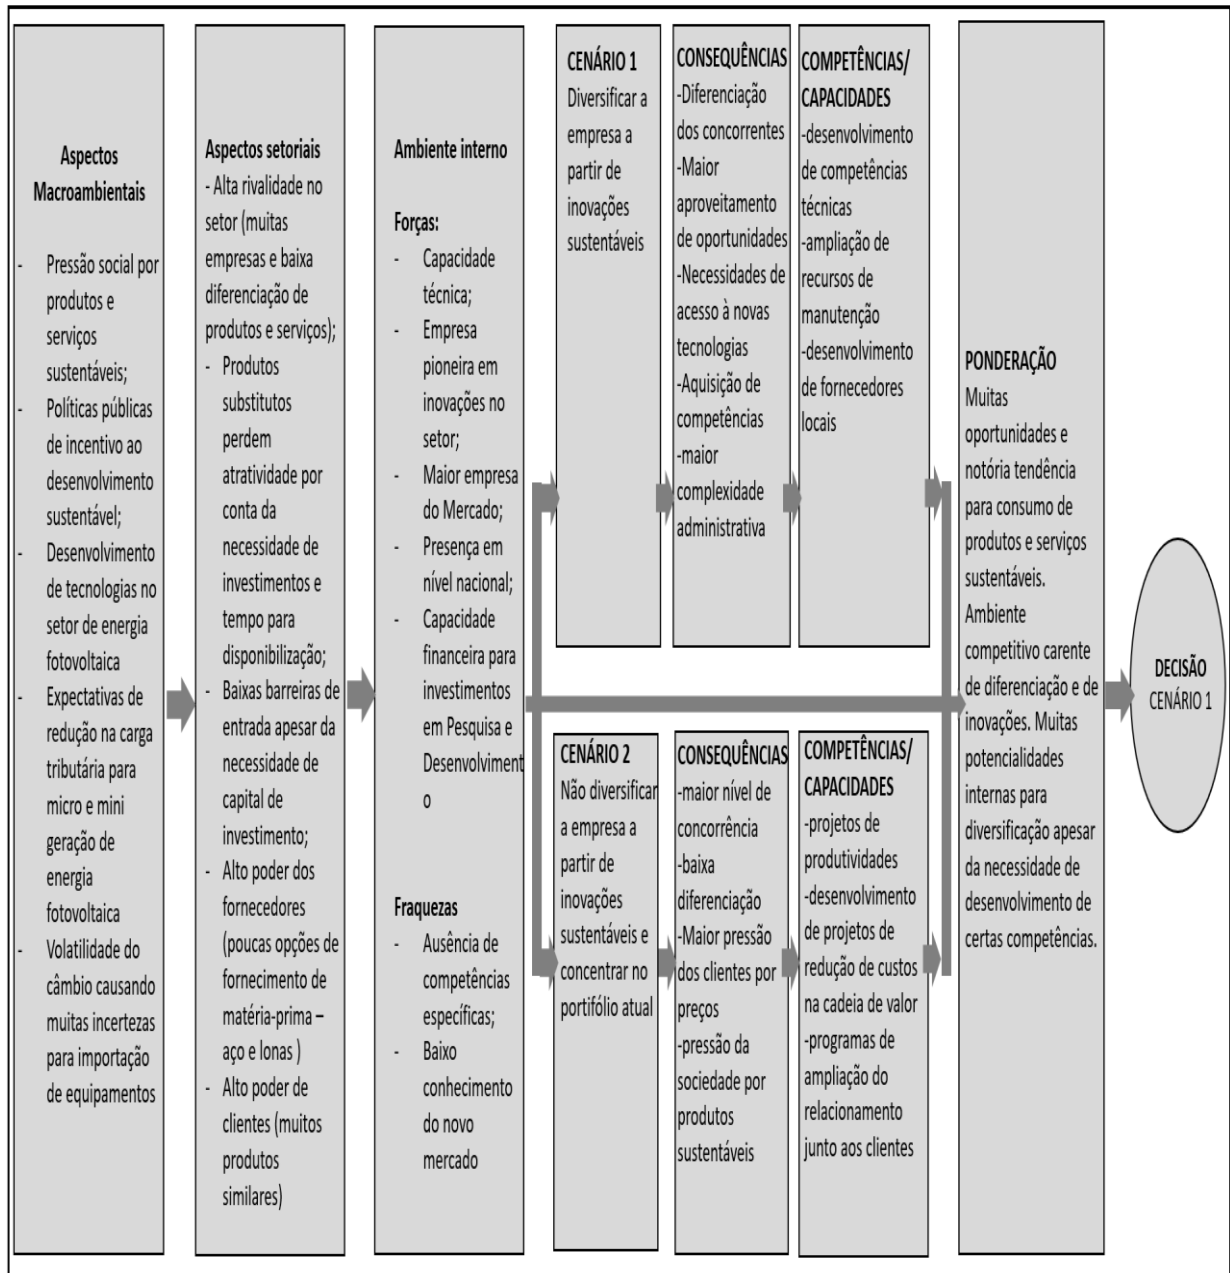 Aspectos
Macroambientais
- Pressão social por
produtos e
serviços
sustentáveis;
- Políticas públicas
de incentivo ao
desenvolvimento
sustentável;
- Desenvolvimento
de tecnologias no
setor de energia
fotovoltaica
- Expectativas de
redução na carga
tributária para
micro e mini
geração de
energia
fotovoltaica
- Volatilidade do
câmbio causando
muitas incertezas
para importação
de equipamentos
Aspectos setoriais
- Alta rivalidade no
setor (muitas
empresas e baixa
diferenciação de
produtos e serviços);
- Produtos
substitutos
perdem
atratividade por
conta da
necessidade de
investimentos e
tempo para
disponibilização;
- Baixas barreiras de
entrada apesar da
necessidade de
capital de
investimento;
- Alto poder dos
fornecedores
(poucas opções de
fornecimento de
matéria-prima –
aço e lonas )
- Alto poder de
clientes (muitos
produtos
similares)
Ambiente interno
Forças:
- Capacidade
técnica;
- Empresa
pioneira em
inovações no
setor;
- Maior empresa
do Mercado;
- Presença em
nível nacional;
- Capacidade
financeira para
investimentos
em Pesquisa e
Desenvolviment
o
Fraquezas
- Ausência de
competências
específicas;
- Baixo
conhecimento
do novo
mercado
CENÁRIO 1
Diversificar a
empresa a
partir de
inovações
sustentáveis
CONSEQUÊNCIAS
-Diferenciação
dos concorrentes
-Maior
aproveitamento
de oportunidades
-Necessidades de
acesso à novas
tecnologias
-Aquisição de
competências
-maior
complexidade
administrativa
COMPETÊNCIAS/
CAPACIDADES
-desenvolvimento
de competências
técnicas
-ampliação de
recursos de
manutenção
-desenvolvimento
de fornecedores
locais
CENÁRIO 2
Não diversificar
a empresa a
partir de
inovações
sustentáveis e
concentrar no
portifólio atual
CONSEQUÊNCIAS
-maior nível de
concorrência
-baixa
diferenciação
-Maior pressão
dos clientes por
preços
-pressão da
sociedade por
produtos
sustentáveis
COMPETÊNCIAS/
CAPACIDADES
-projetos de
produtividades
-desenvolvimento
de projetos de
redução de custos
na cadeia de valor
-programas de
ampliação do
relacionamento
junto aos clientes
PONDERAÇÃO
Muitas
oportunidades e
notória tendência
para consumo de
produtos e serviços
sustentáveis.
Ambiente
competitivo carente
de diferenciação e de
inovações. Muitas
potencialidades
internas para
diversificação apesar
da necessidade de
desenvolvimento de
certas competências.
DECISÃO
CENÁRIO 1